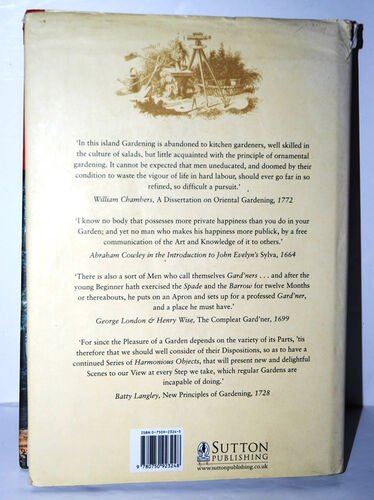 'In this island Gardening is abandoned to kitchen gardeners, well skilled in
the culture of salads, but little acquainted with the principle of ornamental
gardening. It cannot be expected that men uneducated, and doomed by their
condition to waste the vigour of life in hard labour, should ever go far in so
refined, so difficult a pursuit.'
William Chambers, A Dissertation on Oriental Gardening, 1772
'I know no body that possesses more private happiness than you do in your
Garden; and yet no man who makes his happiness more publick, by a
free communication of the Art and Knowledge of it to others.'
Abraham Cowley in the Introduction to John Evelyn's Sylva, 1664
'There is also a sort of Men who call themselves Gard'ners . . . and after the
young Beginner hath exercised the Spade and the Barrow for twelve Months
or thereabouts, he puts on an Apron and sets up for a professed Gard'ner,
and a place he must have.'
George London & Henry Wise, The Compleat Gard'ner, 1699
'For since the Pleasure of a Garden depends on the variety of its Parts, 'tis
therefore that we should well consider of their Dispositions, so as to have a
continued Series of Harmonious Objects, that will present new and delightful
Scenes to our View at every Step we take, which regular Gardens are
incapable of doing.'
Batty Langley, New Principles of Gardening, 1728
ISBN 0-7509-2324-5
9 780750 923248
SUTTON
PUBLISHING
www.suttonpublishing.co.uk